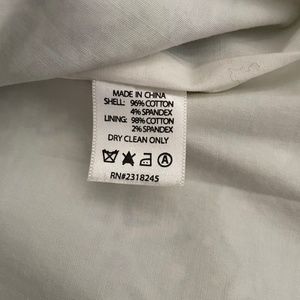 MADE IN CHINA
SHELL: 96% COTTON
4% SPANDEX
LINING: 98% COTTON
2% SPANDEX
DRY CLEAN ONLY
A
RN#2318245